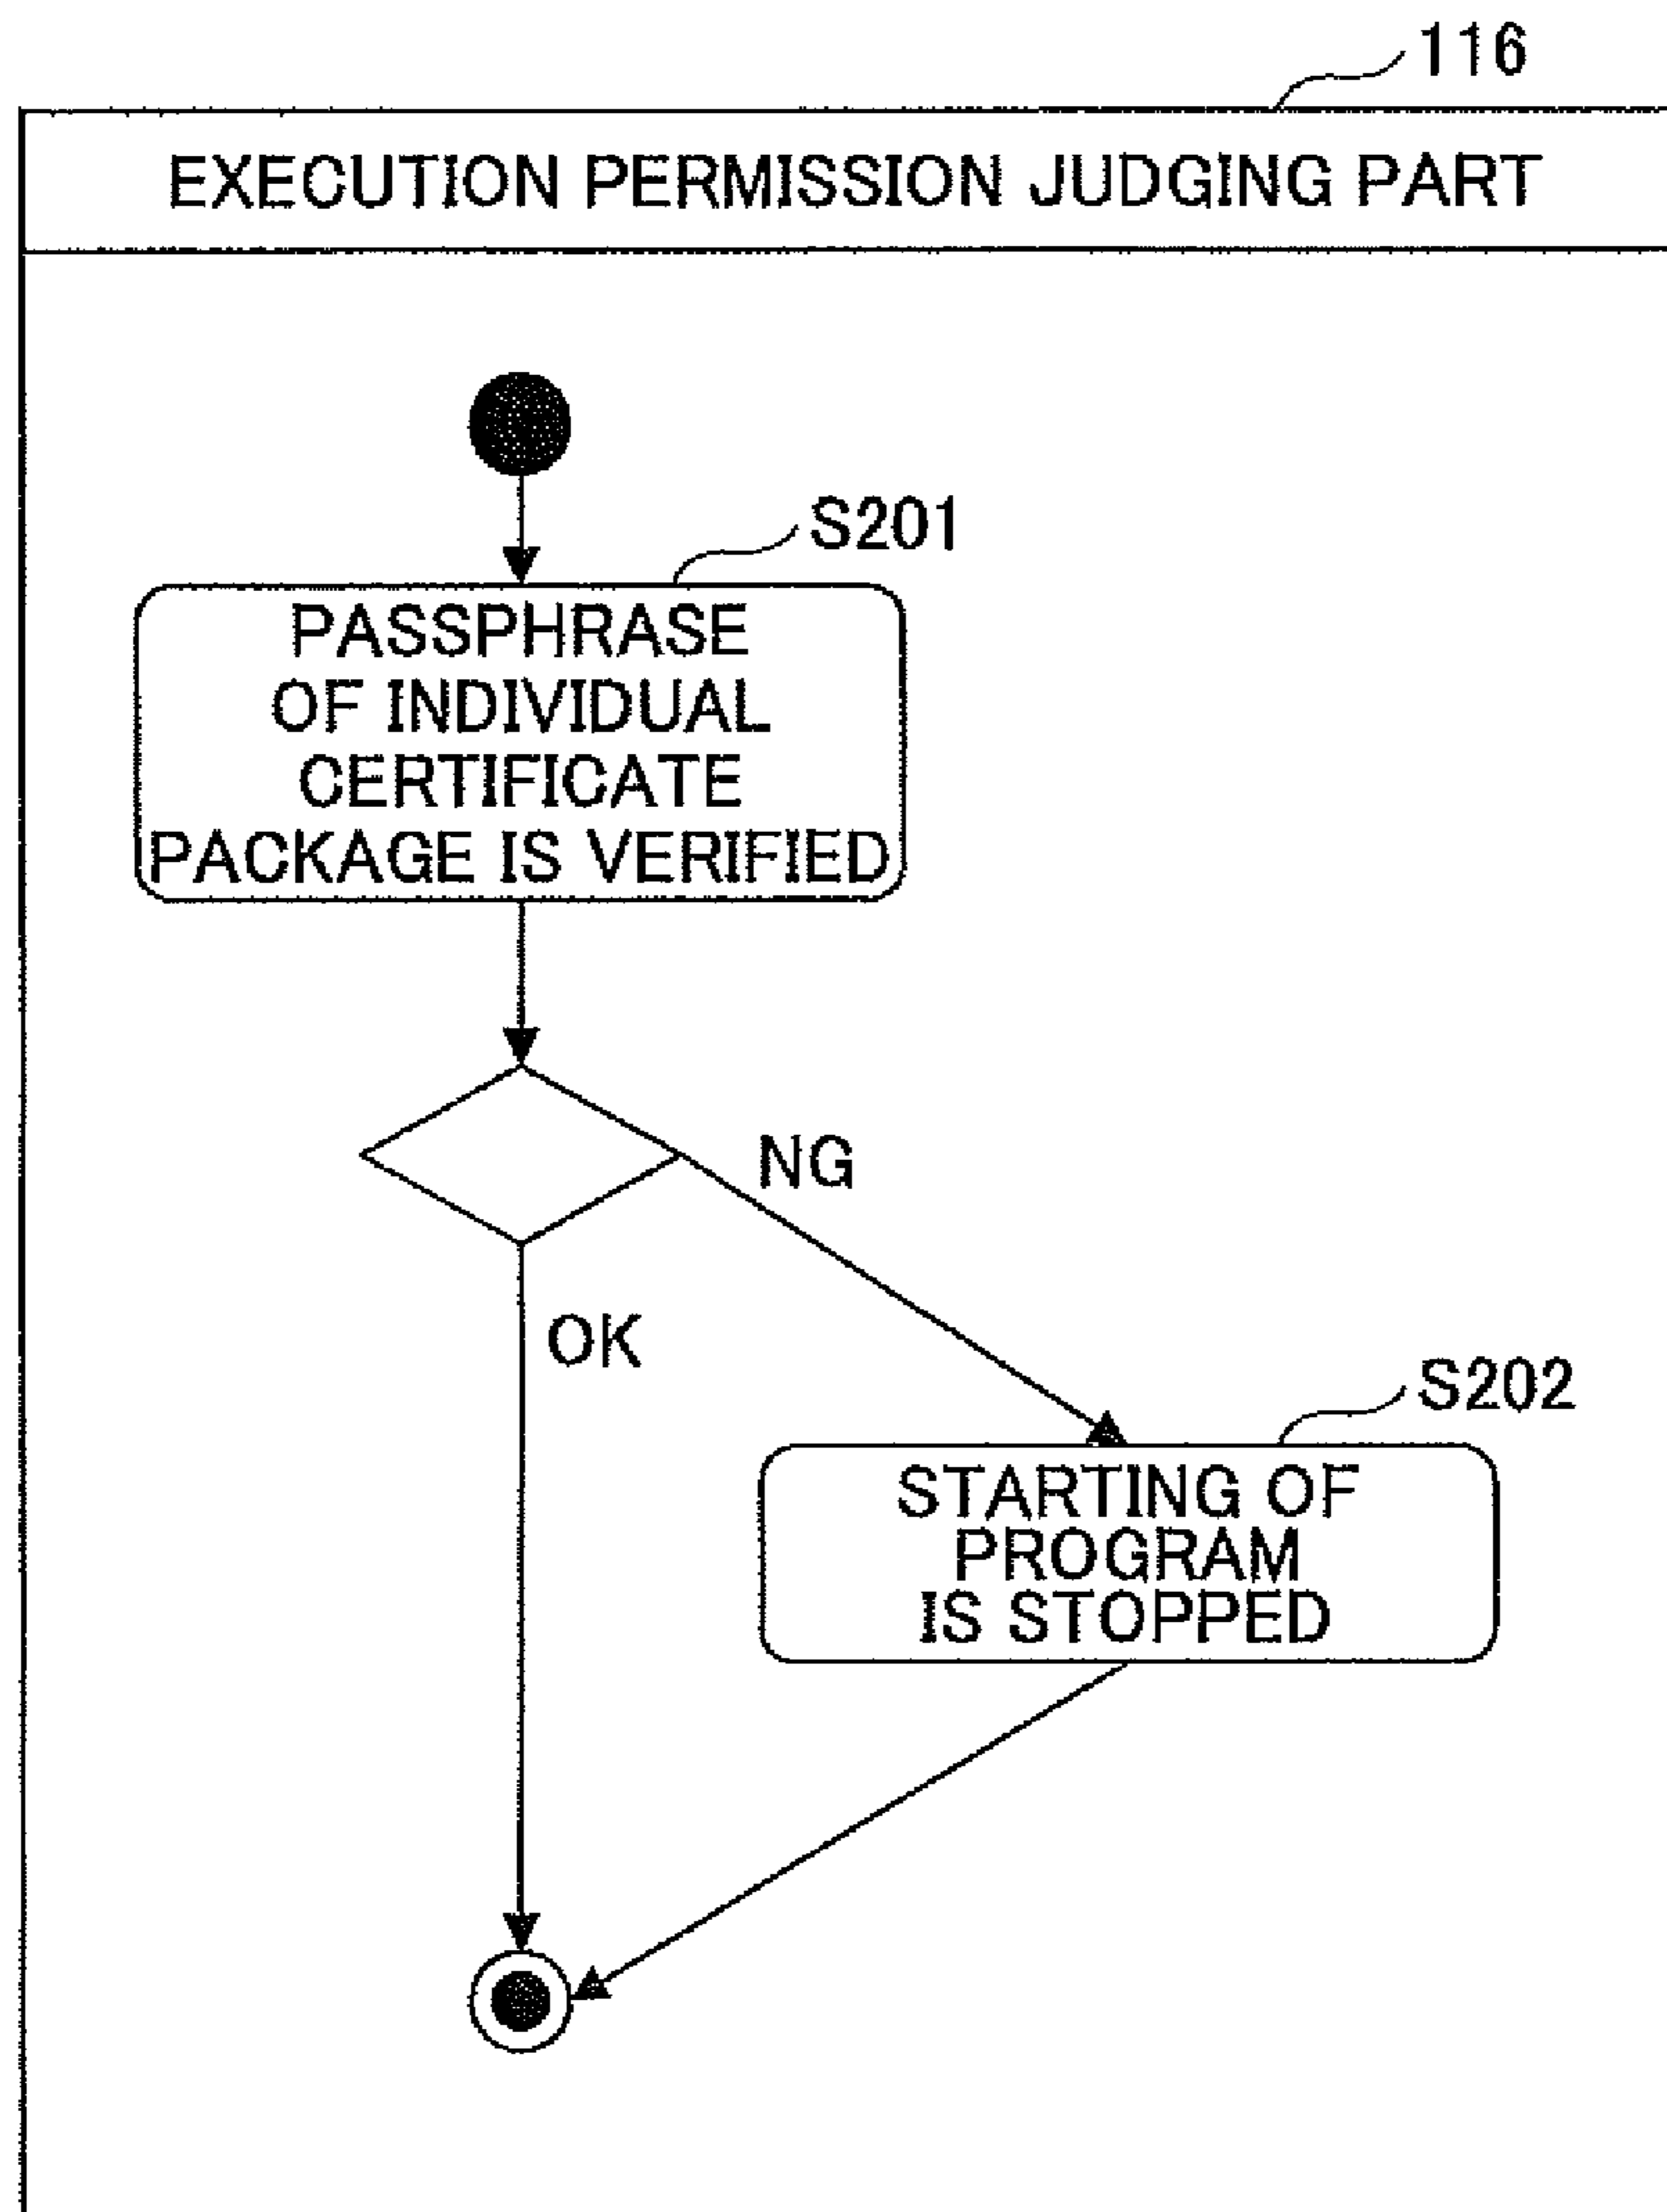 116
EXECUTION PERMISSION JUDGING PART
S201
PASSPHRASE
OF INDIVIDUAL
CERTIFICATE
PACKAGE IS VERIFIED
NG
OK
S202
STARTING OF
PROGRAM
IS STOPPED